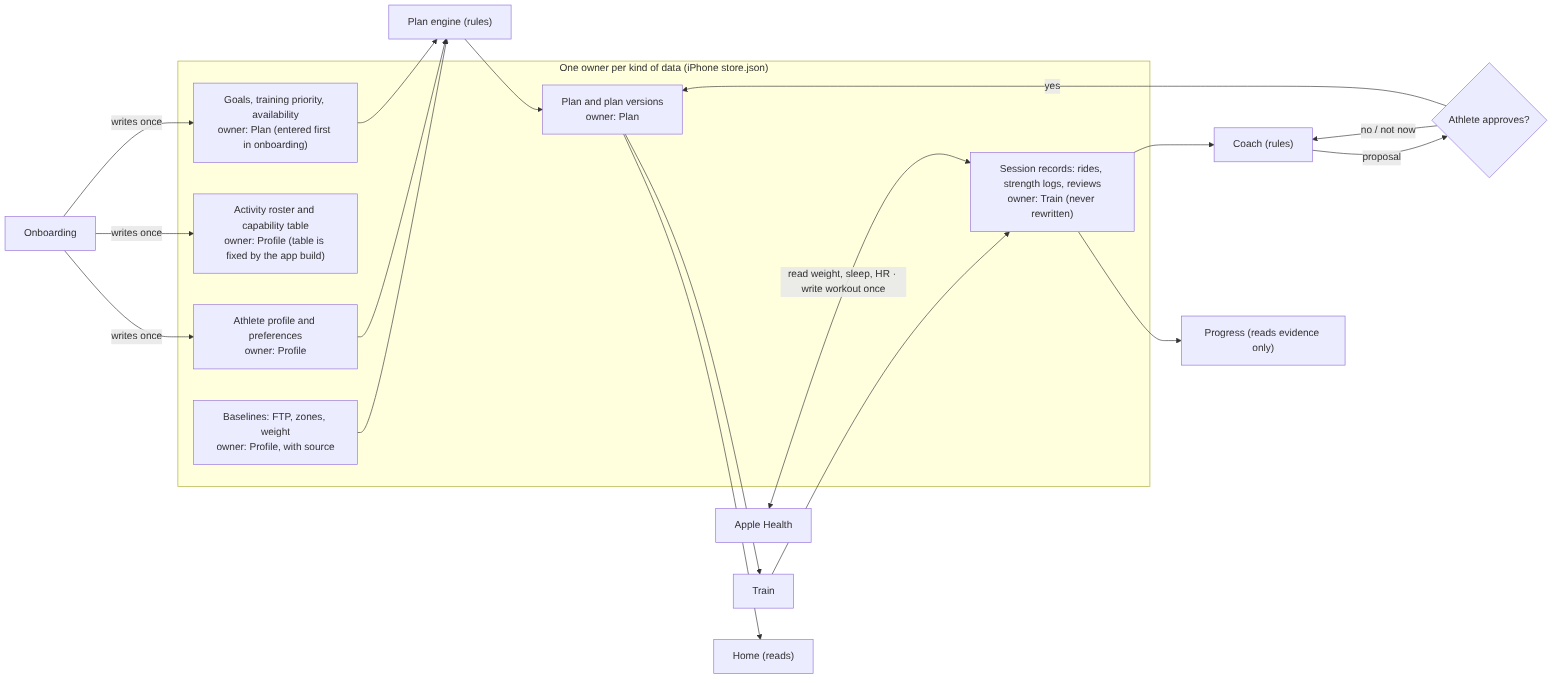 Plan engine (rules)
One owner per kind of data (iPhone store.json)
Goals, training priority,
availability
owner: Plan (entered first
in onboarding)
Plan and plan versions
owner: Plan
yes
Athlete approves?
writes once
no / not now
Coach (rules)
proposal
Session records: rides,
strength logs, reviews
owner: Train (never
rewritten)
Onboarding
writes once
Activity roster and
capability table
owner: Profile (table is
fixed by the app build)
read weight, sleep, HR ·
write workout once
writes once
Athlete profile and
preferences
owner: Profile
Progress (reads evidence
only)
Baselines: FTP, zones,
weight
owner: Profile, with source
Apple Health
Train
Home (reads)